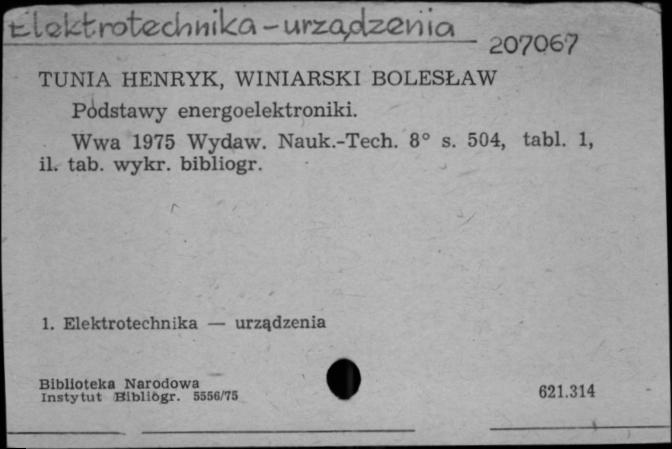 Elektrotechnika - urządzenia
207067
TUNIA HENRYK, WINIARSKI BOLESŁAW
Podstawy energoelektroniki.
Wwa 1975 Wydaw. Nauk.-Tech. 8° s. 504, tabl. 1,
il. tab. wykr. bibliogr.
1. Elektrotechnika — urządzenia
Biblioteka Narodowa
Instytut Bibliogr. 5556/75
621.314